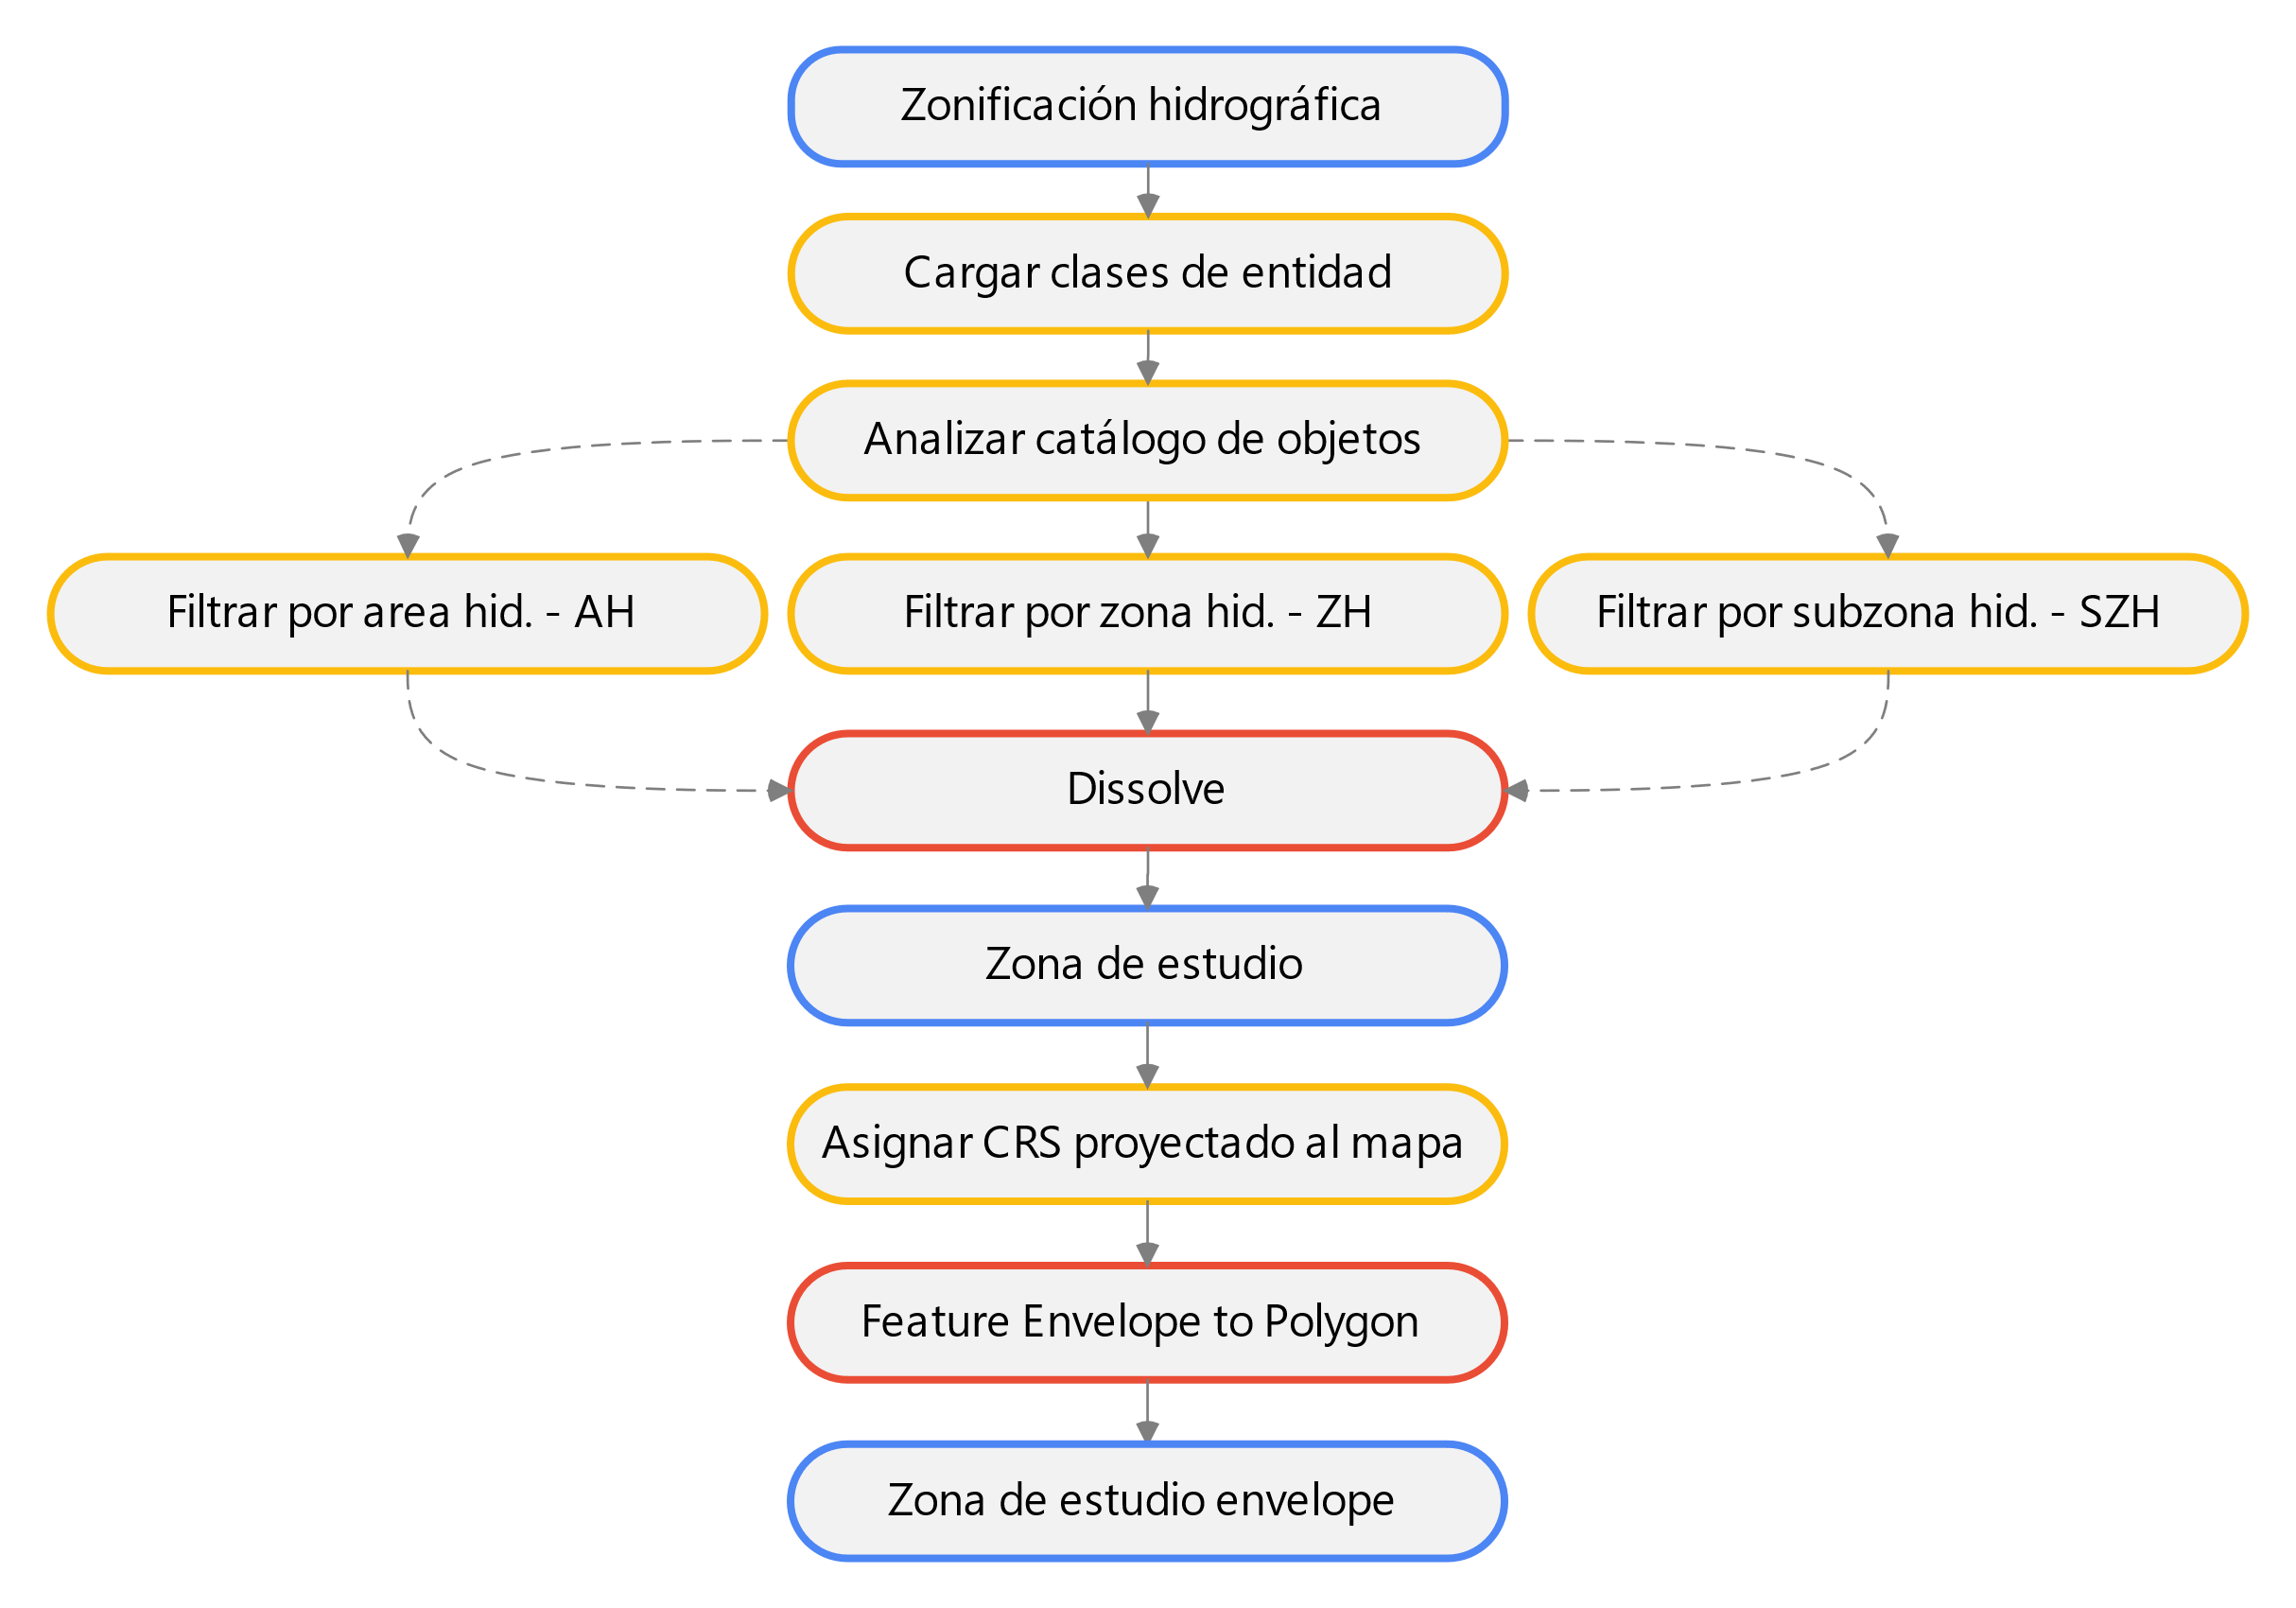 Zonificación hidrográfica
Cargar clases de entidad
Analizar catálogo de objetos
Filtrar por area hid. - AH
Filtrar por zona hid. - ZH
Filtrar por subzona hid. - SZH
Dissolve
Zona de estudio
Asignar CRS proyectado al mapa
Feature Envelope to Polygon
Zona de estudio envelope